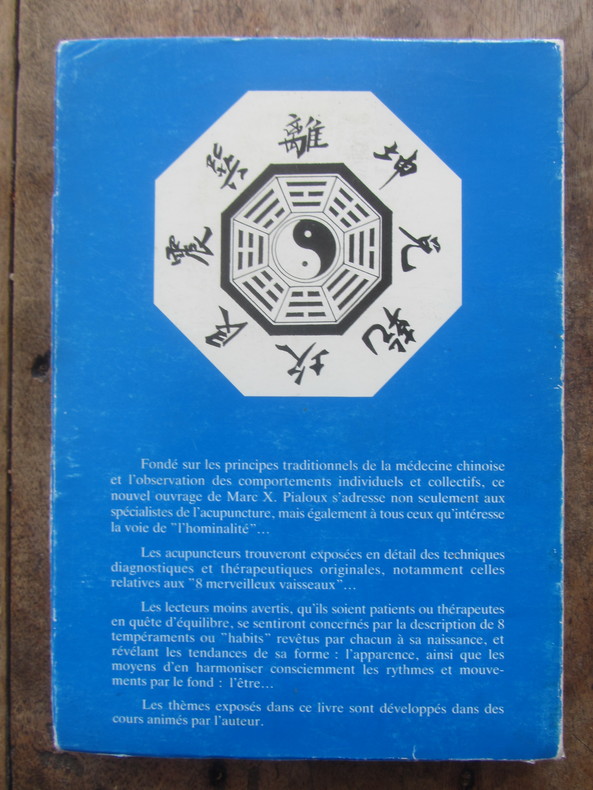 離
坤
兌
乾
坎
艮
震
巽
Fondé sur les principes traditionnels de la médecine chinoise
et l'observation des comportements individuels et collectifs, ce
nouvel ouvrage de Marc X. Pialoux s'adresse non seulement aux
spécialistes de l'acupuncture, mais également à tous ceux qu'intéresse
la voie de "l'hominalité"...
Les acupuncteurs trouveront exposées en détail des techniques
diagnostiques et thérapeutiques originales, notamment celles
relatives aux "8 merveilleux vaisseaux"...
Les lecteurs moins avertis, qu'ils soient patients ou thérapeutes
en quête d'équilibre, se sentiront concernés par la description de 8
tempéraments ou "habits" revêtus par chacun à sa naissance, et
révélant les tendances de sa forme : l'apparence, ainsi que les
moyens d'en harmoniser consciemment les rythmes et mouve-
ments par le fond : l'être...
Les thèmes exposés dans ce livre sont développés dans des
cours animés par l'auteur.